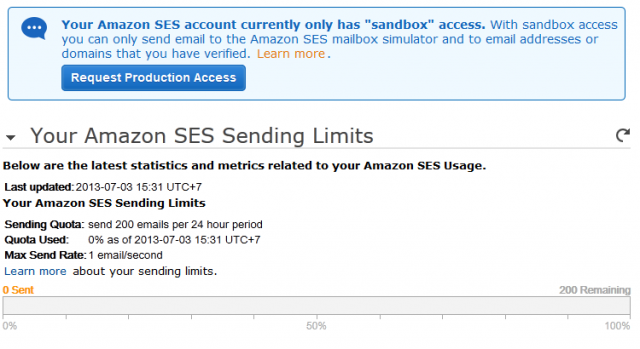 Your Amazon SES account currently only has "sandbox" access. With sandbox access
you can only send email to the Amazon SES mailbox simulator and to email addresses or
domains that you have verified. Learn more.
Request Production Access
Your Amazon SES Sending Limits
Below are the latest statistics and metrics related to your Amazon SES Usage.
Last updated: 2013-07-03 15:31 UTC+7
Your Amazon SES Sending Limits
Sending Quota: send 200 emails per 24 hour period
Quota Used: 0% as of 2013-07-03 15:31 UTC+7
Max Send Rate: 1 email/second
Learn more about your sending limits.
0 Sent 200 Remaining
0% 50% 100%